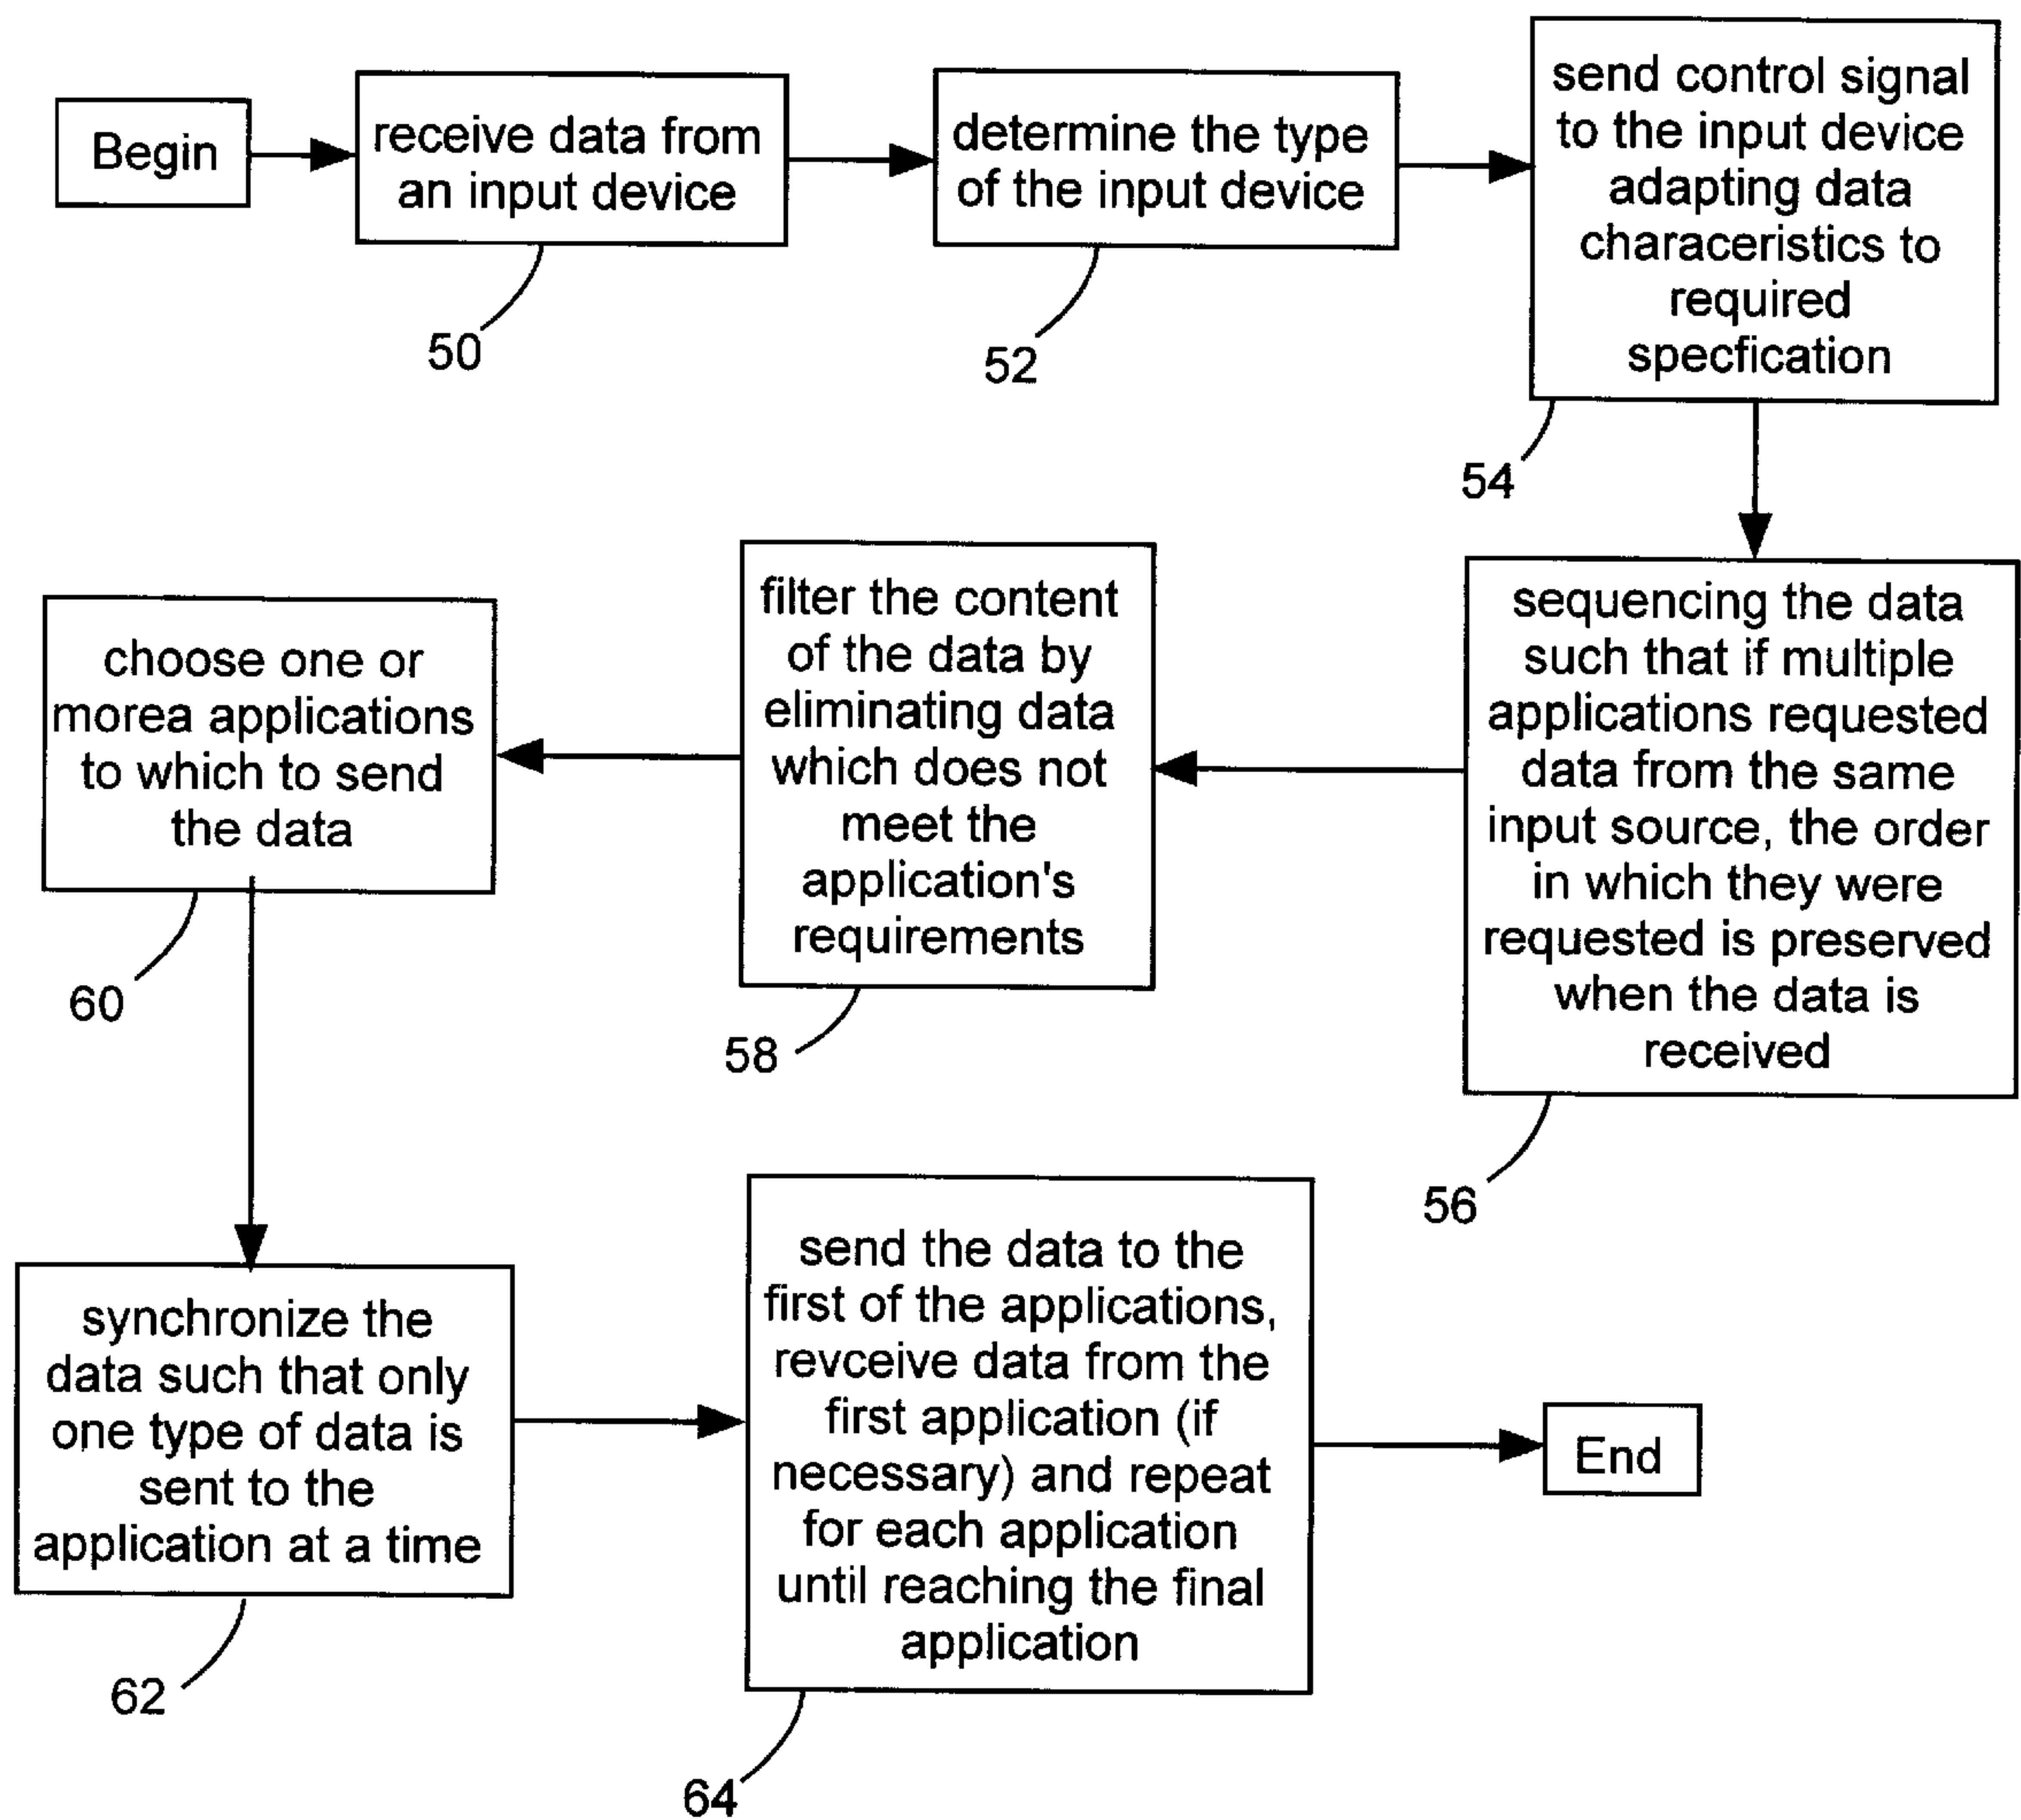 Begin
receive data from
an input device
50
determine the type
of the input device
52
send control signal
to the input device
adapting data
characeristics to
required
specfication
54
sequencing the data
such that if multiple
applications requested
data from the same
input source, the order
in which they were
requested is preserved
when the data is
received
56
filter the content
of the data by
eliminating data
which does not
meet the
application's
requirements
58
choose one or
morea applications
to which to send
the data
60
synchronize the
data such that only
one type of data is
sent to the
application at a time
62
send the data to the
first of the applications,
revceive data from the
first application (if
necessary) and repeat
for each application
until reaching the final
application
64
End